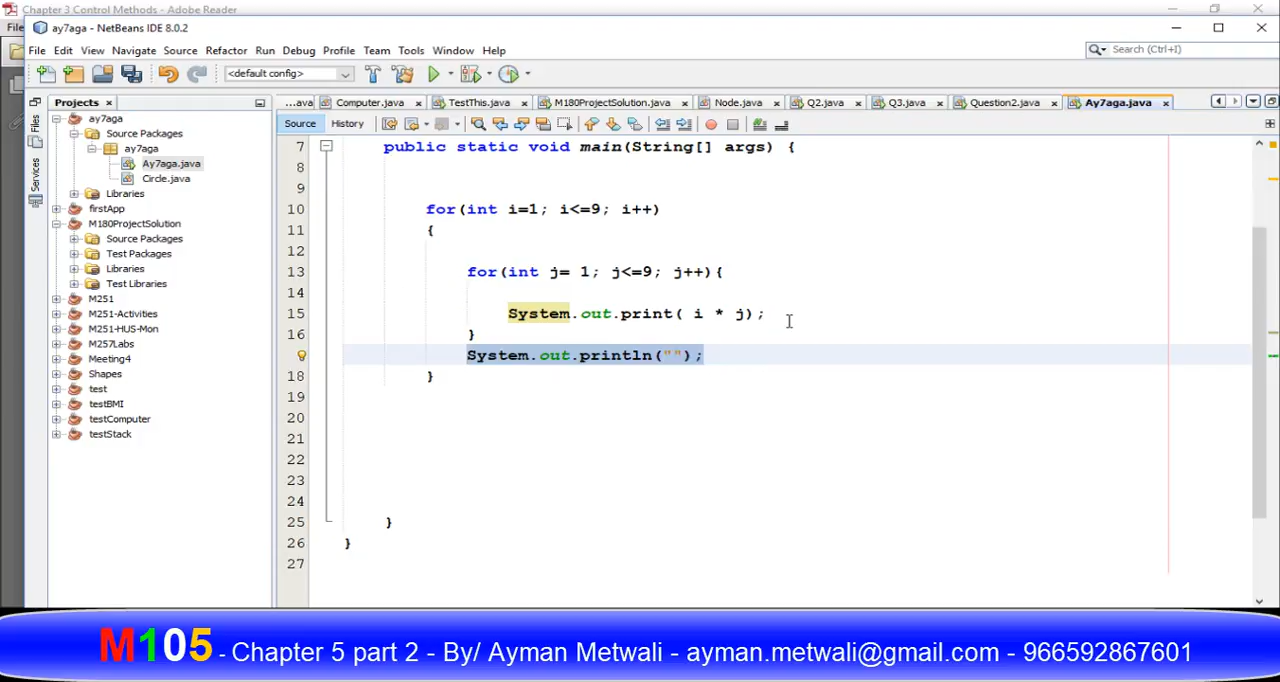 Chapter 3 Control Methods - Adobe Reader
File
ay7aga - NetBeans IDE 8.0.2
File Edit View Navigate Source Refactor Run Debug Profile Team Tools Window Help
Search (Ctrl+I)
<default config>
Projects
...ava Computer.java TestThis.java M180ProjectSolution.java Node.java Q2.java Q3.java Question2.java Ay7aga.java
Source History
Files
Services
ay7aga
Source Packages
ay7aga
Ay7aga.java
Circle.java
Libraries
firstApp
M180ProjectSolution
Source Packages
Test Packages
Libraries
Test Libraries
M251
M251-Activities
M251-HUS-Mon
M257Labs
Meeting4
Shapes
test
testBMI
testComputer
testStack
7 public static void main(String[] args) {
8
9
10 for(int i=1; i<=9; i++)
11 {
12
13 for(int j= 1; j<=9; j++){
14
15 System.out.print( i * j);
16 }
System.out.println("");
18 }
19
20
21
22
23
24
25 }
26 }
27
M105 - Chapter 5 part 2 - By/ Ayman Metwali - ayman.metwali@gmail.com - 966592867601